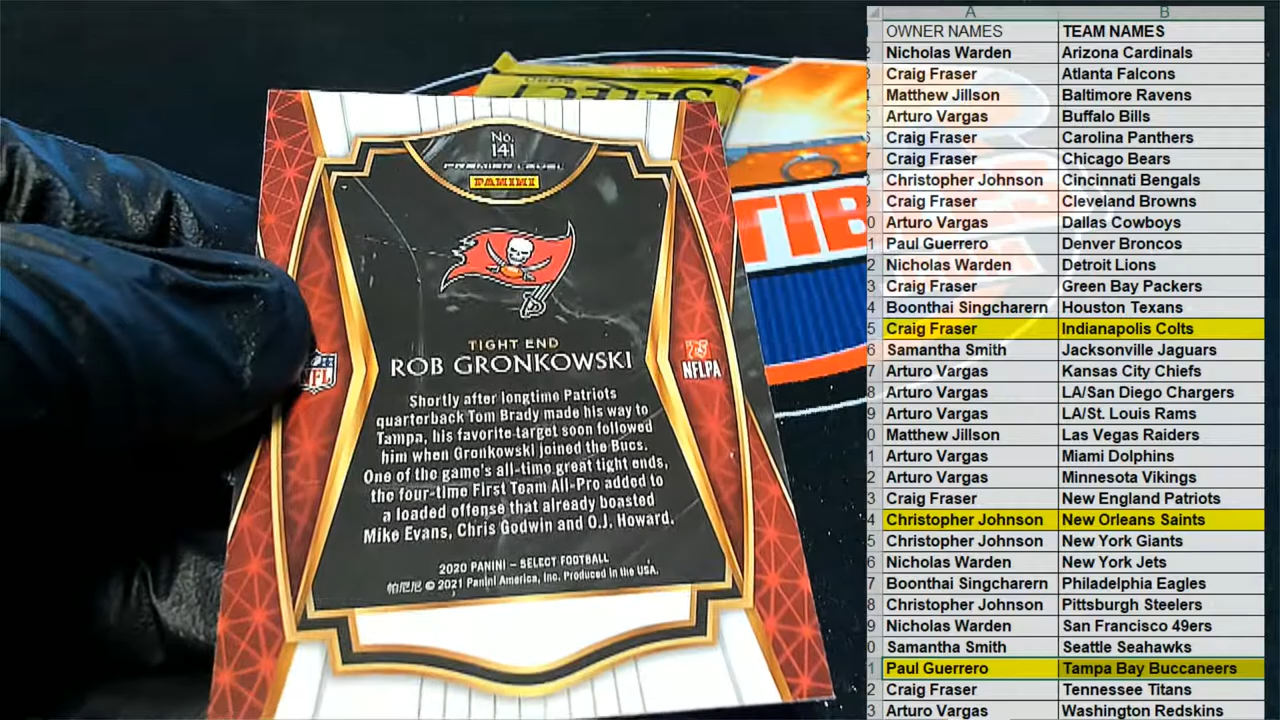 No.
141
PREMIER LEVEL
PANINI
TIGHT END
ROB GRONKOWSKI
NFL
NFLPA
Shortly after longtime Patriots
quarterback Tom Brady made his way to
Tampa, his favorite target soon followed
him when Gronkowski joined the Bucs.
One of the game's all-time great tight ends,
the four-time First Team All-Pro added to
a loaded offense that already boasted
Mike Evans, Chris Godwin and O.J. Howard.
2020 PANINI – SELECT FOOTBALL
帕尼尼 © 2021 Panini America, Inc. Produced in the USA.
SELECT
TIB
A B
OWNER NAMES TEAM NAMES
Nicholas Warden Arizona Cardinals
Craig Fraser Atlanta Falcons
Matthew Jillson Baltimore Ravens
Arturo Vargas Buffalo Bills
Craig Fraser Carolina Panthers
Craig Fraser Chicago Bears
Christopher Johnson Cincinnati Bengals
Craig Fraser Cleveland Browns
Arturo Vargas Dallas Cowboys
Paul Guerrero Denver Broncos
Nicholas Warden Detroit Lions
Craig Fraser Green Bay Packers
Boonthai Singcharern Houston Texans
Craig Fraser Indianapolis Colts
Samantha Smith Jacksonville Jaguars
Arturo Vargas Kansas City Chiefs
Arturo Vargas LA/San Diego Chargers
Arturo Vargas LA/St. Louis Rams
Matthew Jillson Las Vegas Raiders
Arturo Vargas Miami Dolphins
Arturo Vargas Minnesota Vikings
Craig Fraser New England Patriots
Christopher Johnson New Orleans Saints
Christopher Johnson New York Giants
Nicholas Warden New York Jets
Boonthai Singcharern Philadelphia Eagles
Christopher Johnson Pittsburgh Steelers
Nicholas Warden San Francisco 49ers
Samantha Smith Seattle Seahawks
Paul Guerrero Tampa Bay Buccaneers
Craig Fraser Tennessee Titans
Arturo Vargas Washington Redskins